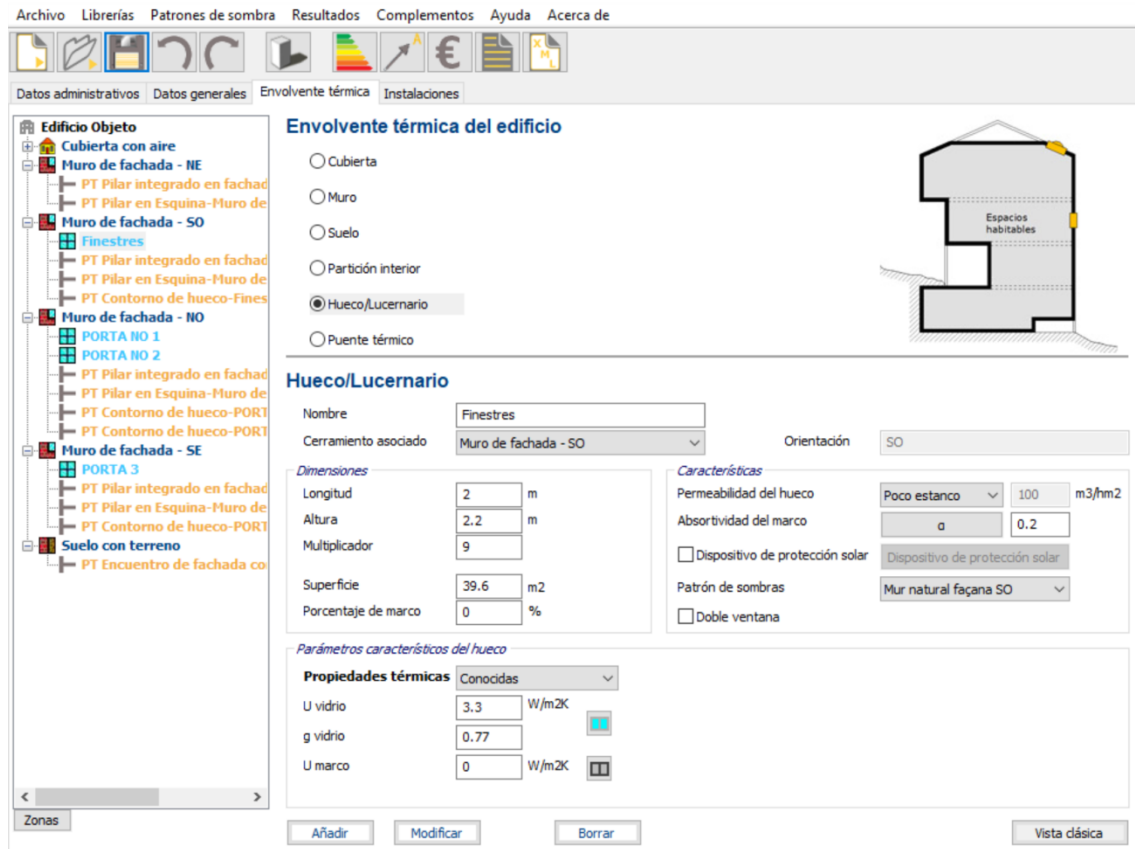 Archivo Librerías Patrones de sombra Resultados Complementos Ayuda Acerca de
A € X M L
Datos administrativos Datos generales Envolvente térmica Instalaciones
Edificio Objeto
Cubierta con aire
Muro de fachada - NE
PT Pilar integrado en fachad
PT Pilar en Esquina-Muro de
Muro de fachada - SO
Finestres
PT Pilar integrado en fachad
PT Pilar en Esquina-Muro de
PT Contorno de hueco-Fines
Muro de fachada - NO
PORTA NO 1
PORTA NO 2
PT Pilar integrado en fachad
PT Pilar en Esquina-Muro de
PT Contorno de hueco-PORT
PT Contorno de hueco-PORT
Muro de fachada - SE
PORTA 3
PT Pilar integrado en fachad
PT Pilar en Esquina-Muro de
PT Contorno de hueco-PORT
Suelo con terreno
PT Encuentro de fachada co
Zonas
Envolvente térmica del edificio
Cubierta
Muro
Suelo
Partición interior
Hueco/Lucernario
Puente térmico
Espacios
habitables
Hueco/Lucernario
Nombre Finestres
Cerramiento asociado Muro de fachada - SO Orientación SO
Dimensiones
Longitud 2 m
Altura 2.2 m
Multiplicador 9
Superficie 39.6 m2
Porcentaje de marco 0 %
Características
Permeabilidad del hueco Poco estanco 100 m3/hm2
Absortividad del marco α 0.2
Dispositivo de protección solar Dispositivo de protección solar
Patrón de sombras Mur natural façana SO
Doble ventana
Parámetros característicos del hueco
Propiedades térmicas Conocidas
U vidrio 3.3 W/m2K
g vidrio 0.77
U marco 0 W/m2K
Añadir Modificar Borrar Vista clásica